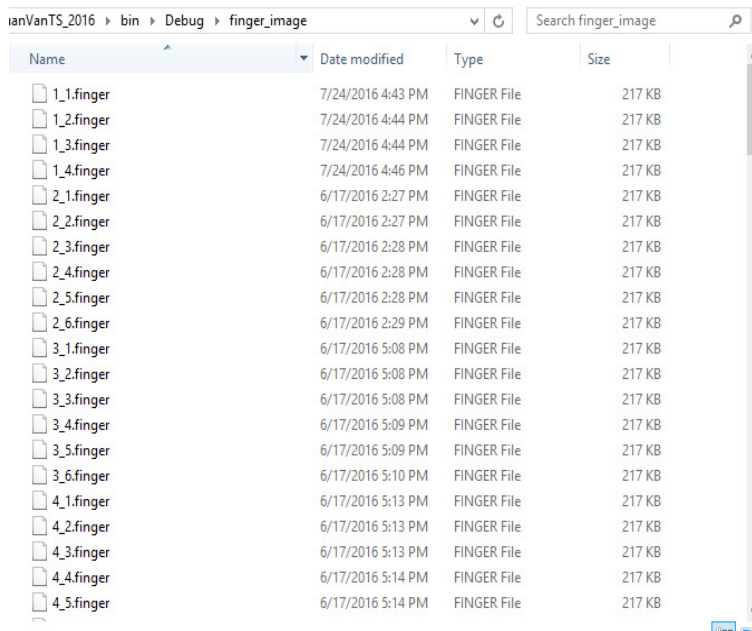 bin Debug finger_image Search finger_image
Name Date modified Type Size
1_1.finger 7/24/2016 4:43 PM FINGER File 217 KB
1_2.finger 7/24/2016 4:44 PM FINGER File 217 KB
1_3.finger 7/24/2016 4:44 PM FINGER File 217 KB
1_4.finger 7/24/2016 4:46 PM FINGER File 217 KB
2_1.finger 6/17/2016 2:27 PM FINGER File 217 KB
2_2.finger 6/17/2016 2:27 PM FINGER File 217 KB
2_3.finger 6/17/2016 2:28 PM FINGER File 217 KB
2_4.finger 6/17/2016 2:28 PM FINGER File 217 KB
2_5.finger 6/17/2016 2:28 PM FINGER File 217 KB
2_6.finger 6/17/2016 2:29 PM FINGER File 217 KB
3_1.finger 6/17/2016 5:08 PM FINGER File 217 KB
3_2.finger 6/17/2016 5:08 PM FINGER File 217 KB
3_3.finger 6/17/2016 5:08 PM FINGER File 217 KB
3_4.finger 6/17/2016 5:09 PM FINGER File 217 KB
3_5.finger 6/17/2016 5:09 PM FINGER File 217 KB
3_6.finger 6/17/2016 5:10 PM FINGER File 217 KB
4_1.finger 6/17/2016 5:13 PM FINGER File 217 KB
4_2.finger 6/17/2016 5:13 PM FINGER File 217 KB
4_3.finger 6/17/2016 5:13 PM FINGER File 217 KB
4_4.finger 6/17/2016 5:14 PM FINGER File 217 KB
4_5.finger 6/17/2016 5:14 PM FINGER File 217 KB